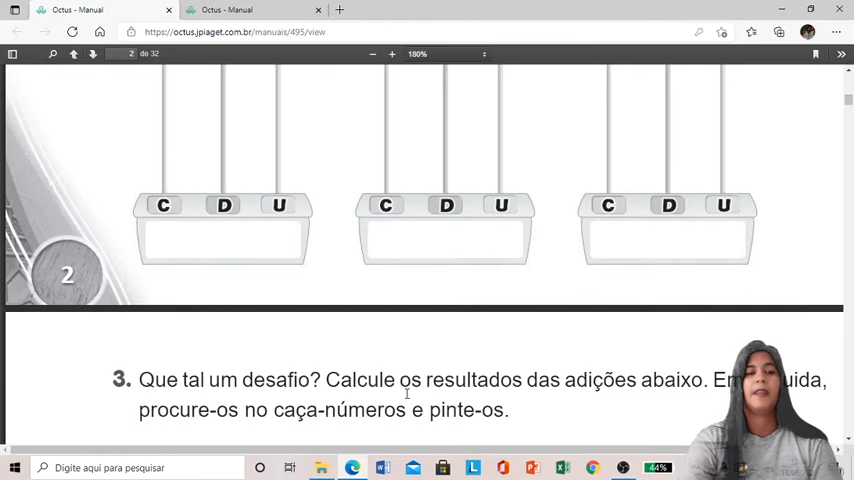 Octus - Manual
Octus - Manual
https://octus.jpiaget.com.br/manuais/495/view
2 de 32
180%
C D U
C D U
C D U
2
3. Que tal um desafio? Calcule os resultados das adições abaixo. Em uida,
procure-os no caça-números e pinte-os.
Digite aqui para pesquisar
44%